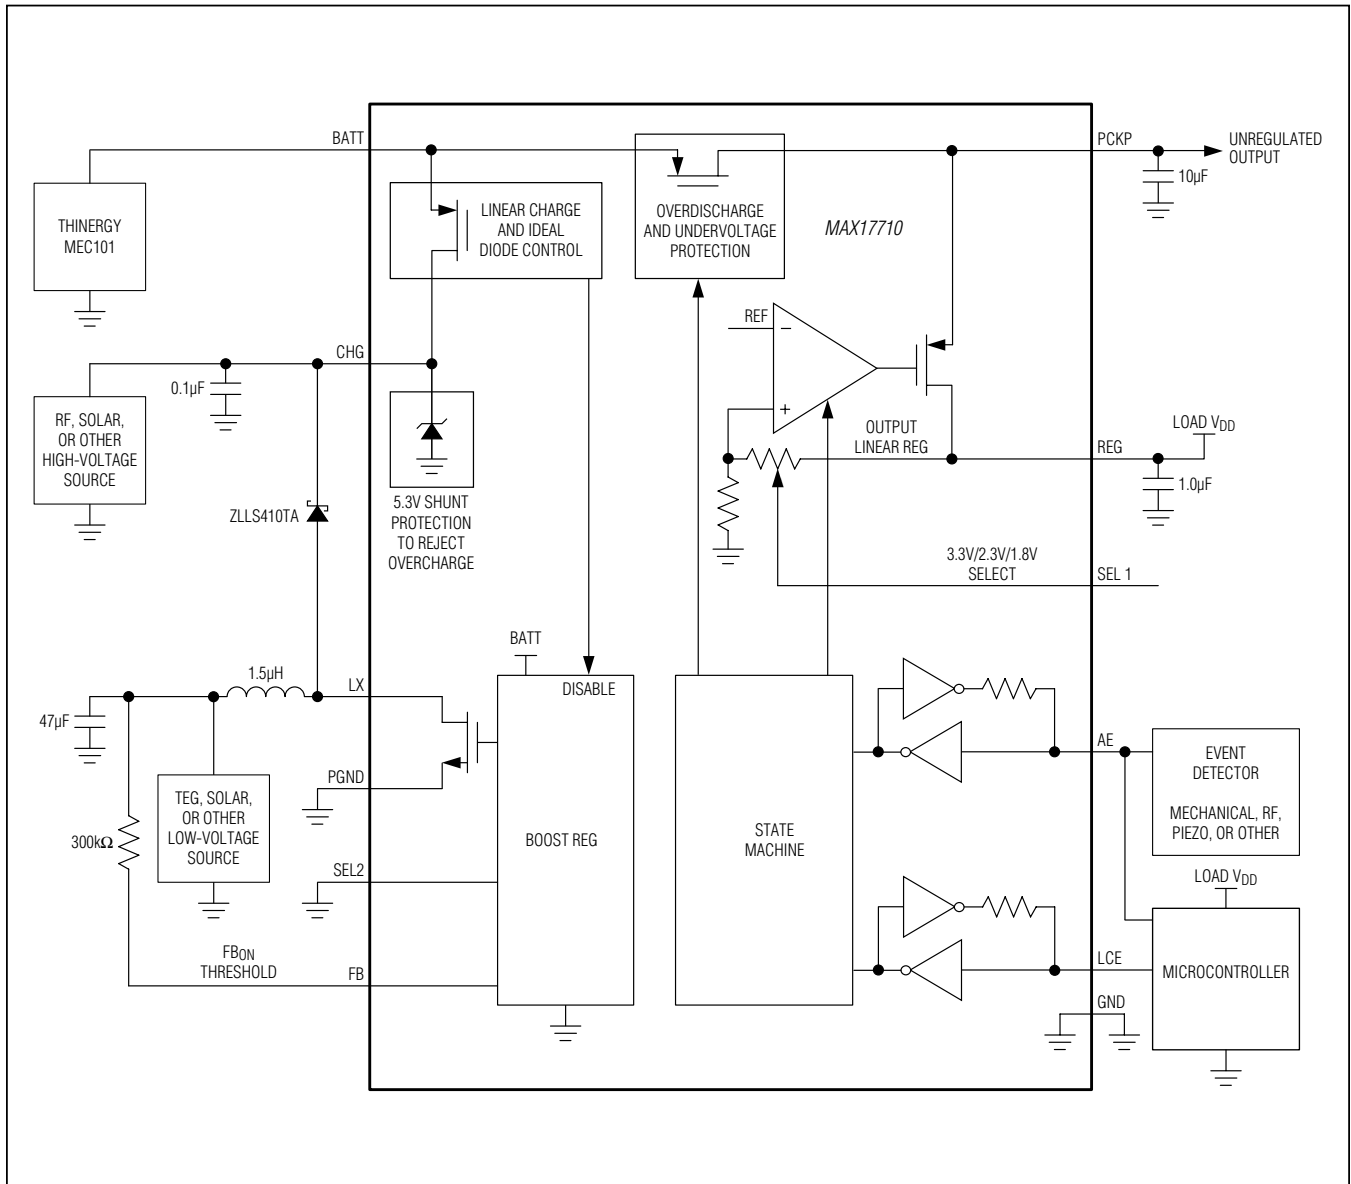 BATT
PCKP
UNREGULATED
OUTPUT
10µF
THINERGY
MEC101
LINEAR CHARGE
AND IDEAL
DIODE CONTROL
OVERDISCHARGE
AND UNDERVOLTAGE
PROTECTION
MAX17710
REF
−
+
CHG
0.1µF
RF, SOLAR,
OR OTHER
HIGH-VOLTAGE
SOURCE
ZLLS410TA
5.3V SHUNT
PROTECTION
TO REJECT
OVERCHARGE
OUTPUT
LINEAR REG
REG
LOAD VDD
1.0µF
3.3V/2.3V/1.8V
SELECT
SEL 1
BATT
DISABLE
1.5µH
LX
47µF
PGND
TEG, SOLAR,
OR OTHER
LOW-VOLTAGE
SOURCE
300kΩ
BOOST REG
SEL2
FBON
THRESHOLD
FB
STATE
MACHINE
AE
EVENT
DETECTOR
MECHANICAL, RF,
PIEZO, OR OTHER
LOAD VDD
LCE
MICROCONTROLLER
GND